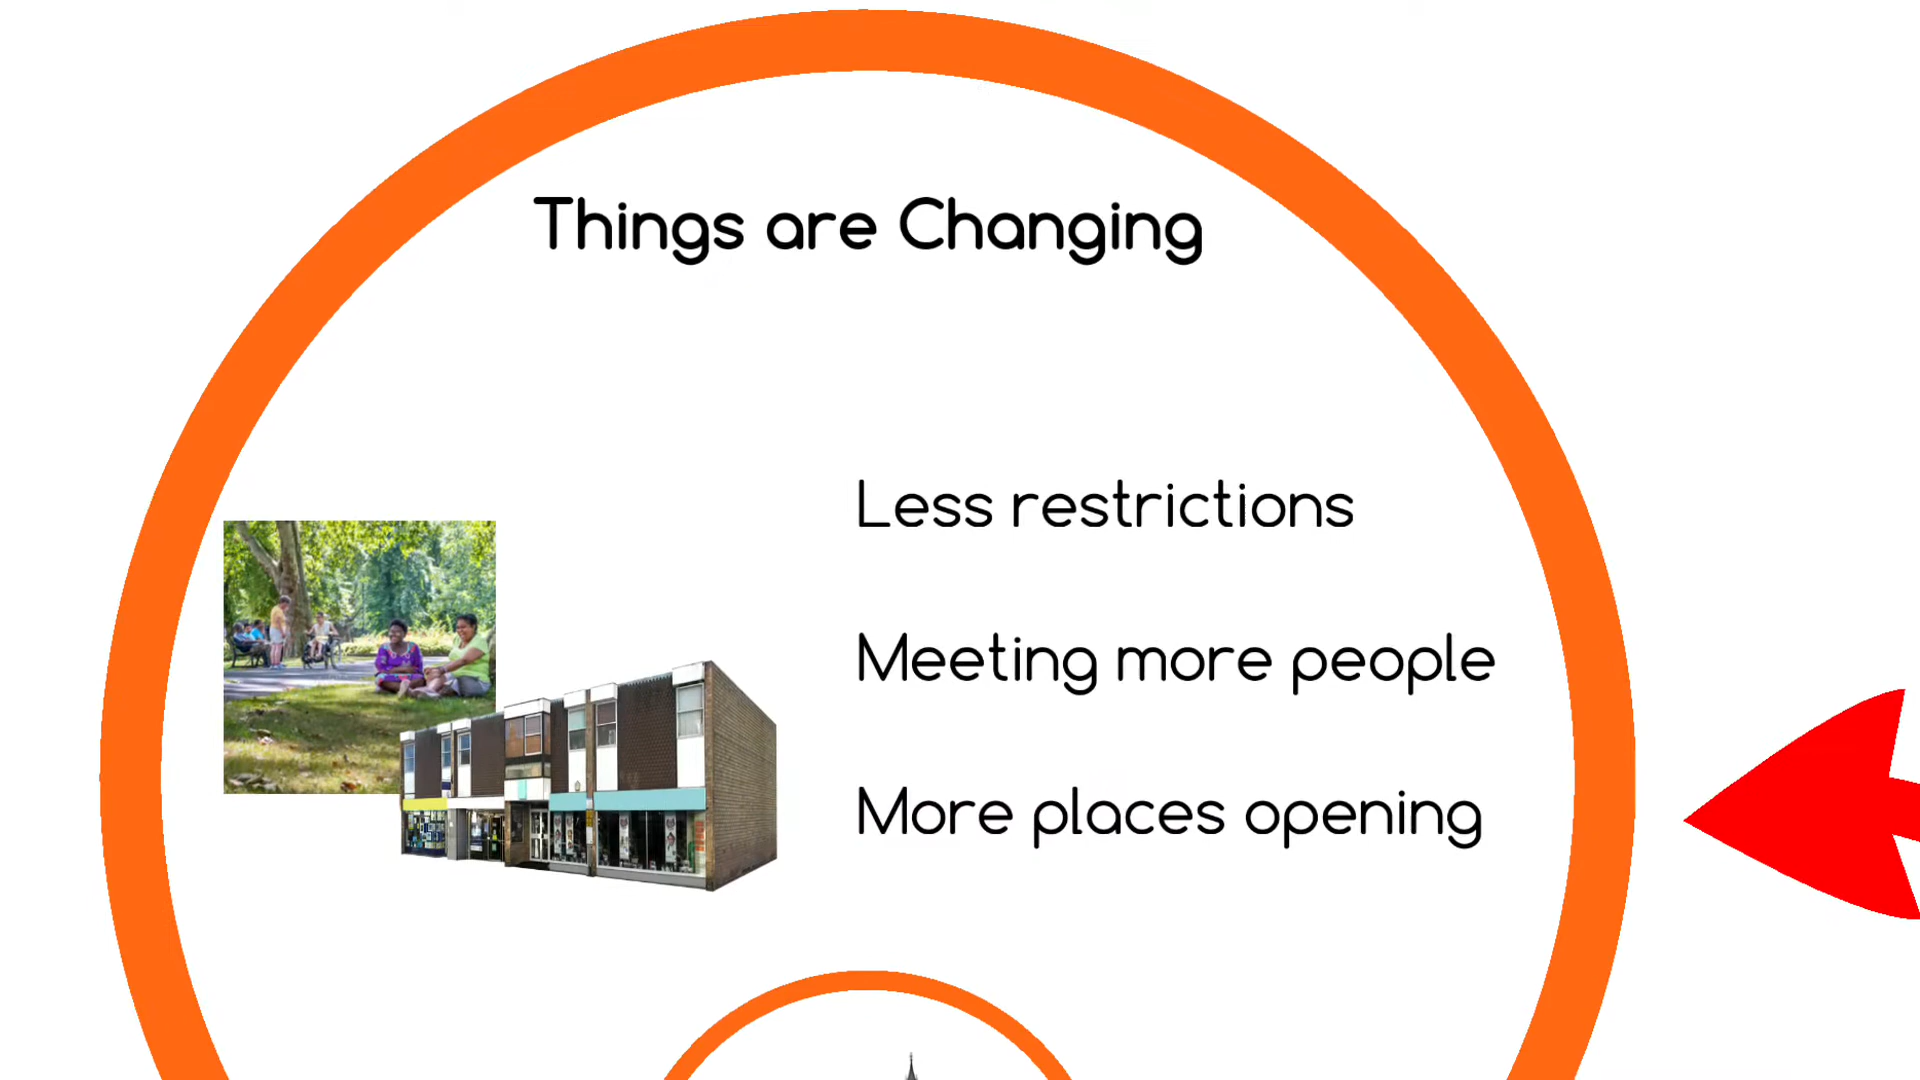 Things are Changing
Less restrictions
Meeting more people
More places opening